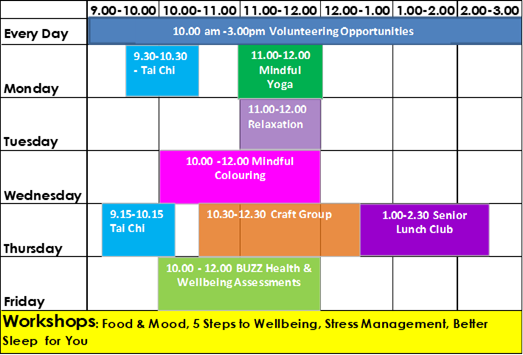 9.00-10.00 10.00-11.00 11.00-12.00 12.00-1.00 1.00-2.00 2.00-3.00
Every Day
10.00 am -3.00pm Volunteering Opportunities
Monday
9.30-10.30
- Tai Chi
11.00-12.00
Mindful
Yoga
Tuesday
11.00-12.00
Relaxation
Wednesday
10.00 -12.00 Mindful
Colouring
Thursday
9.15-10.15
Tai Chi
10.30-12.30 Craft Group
1.00-2.30 Senior
Lunch Club
Friday
10.00 - 12.00 BUZZ Health &
Wellbeing Assessments
Workshops: Food & Mood, 5 Steps to Wellbeing, Stress Management, Better
Sleep for You